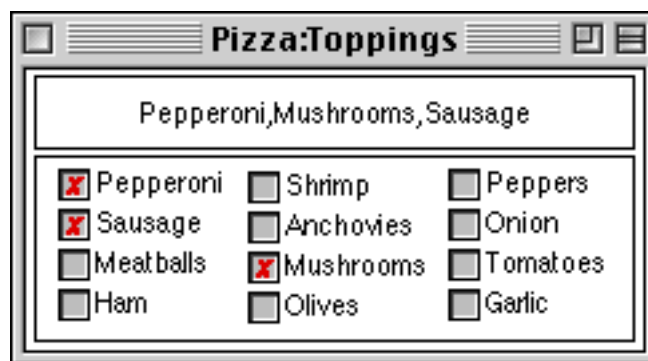 Pizza:Toppings
Pepperoni,Mushrooms,Sausage
Pepperoni Shrimp Peppers
Sausage Anchovies Onion
Meatballs Mushrooms Tomatoes
Ham Olives Garlic